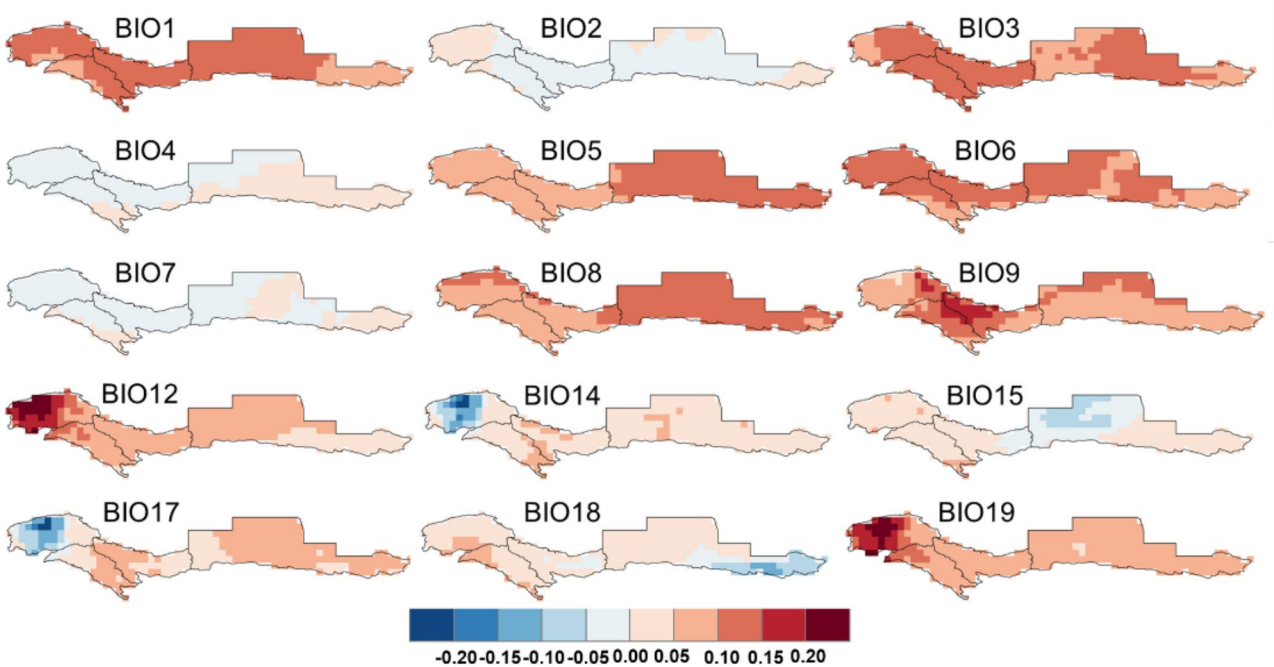 BIO1 BIO2 BIO3
BIO4 BIO5 BIO6
BIO7 BIO8 BIO9
BIO12 BIO14 BIO15
BIO17 BIO18 BIO19
-0.20 -0.15 -0.10 -0.05 0.00 0.05 0.10 0.15 0.20